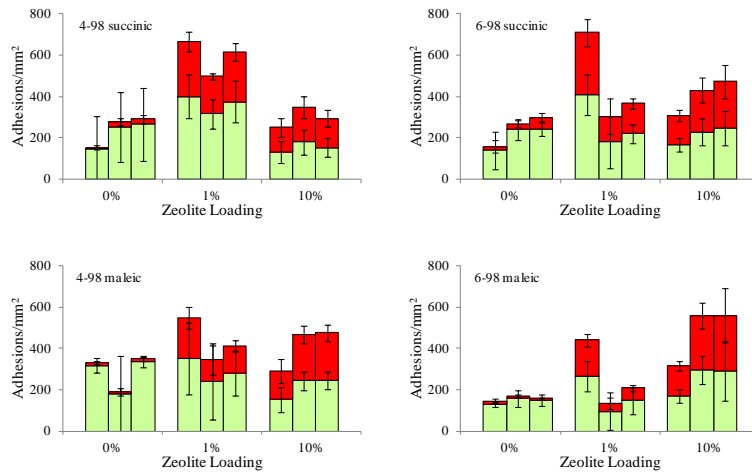 4-98 succinic
800
600
400
200
0
Adhesions/mm²
0%
1%
10%
Zeolite Loading
6-98 succinic
800
600
400
200
0
Adhesions/mm²
0%
1%
10%
Zeolite Loading
4-98 maleic
800
600
400
200
0
Adhesions/mm²
0%
1%
10%
Zeolite Loading
6-98 maleic
800
600
400
200
0
Adhesions/mm²
0%
1%
10%
Zeolite Loading